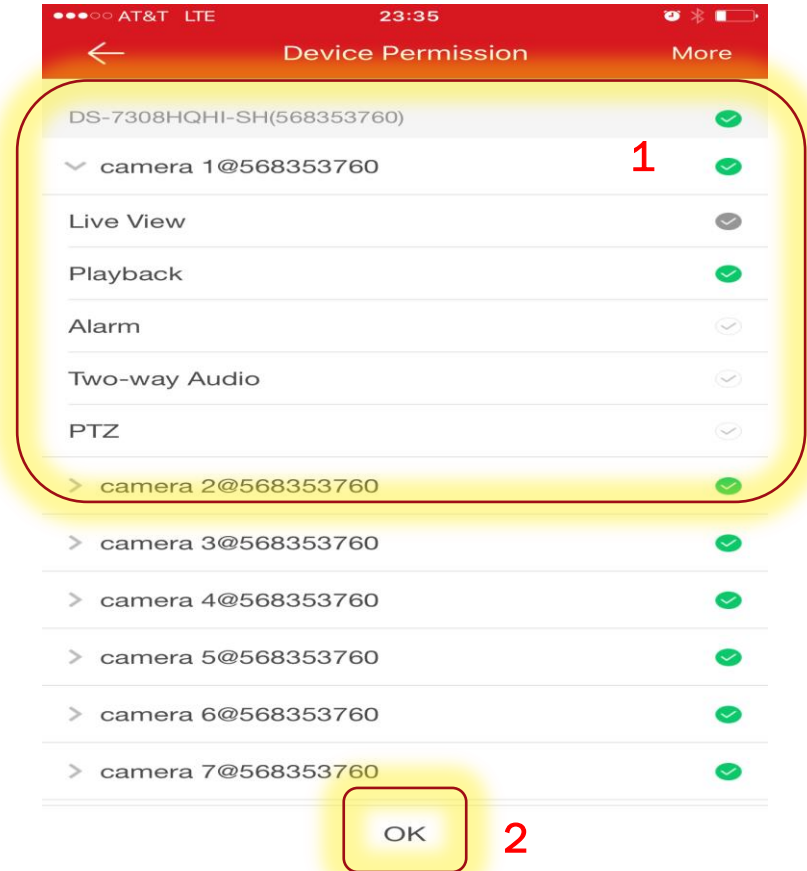 AT&T LTE 23:35
Device Permission More
DS-7308HQHI-SH(568353760)
1
camera 1@568353760
Live View
Playback
Alarm
Two-way Audio
PTZ
camera 2@568353760
camera 3@568353760
camera 4@568353760
camera 5@568353760
camera 6@568353760
camera 7@568353760
OK 2